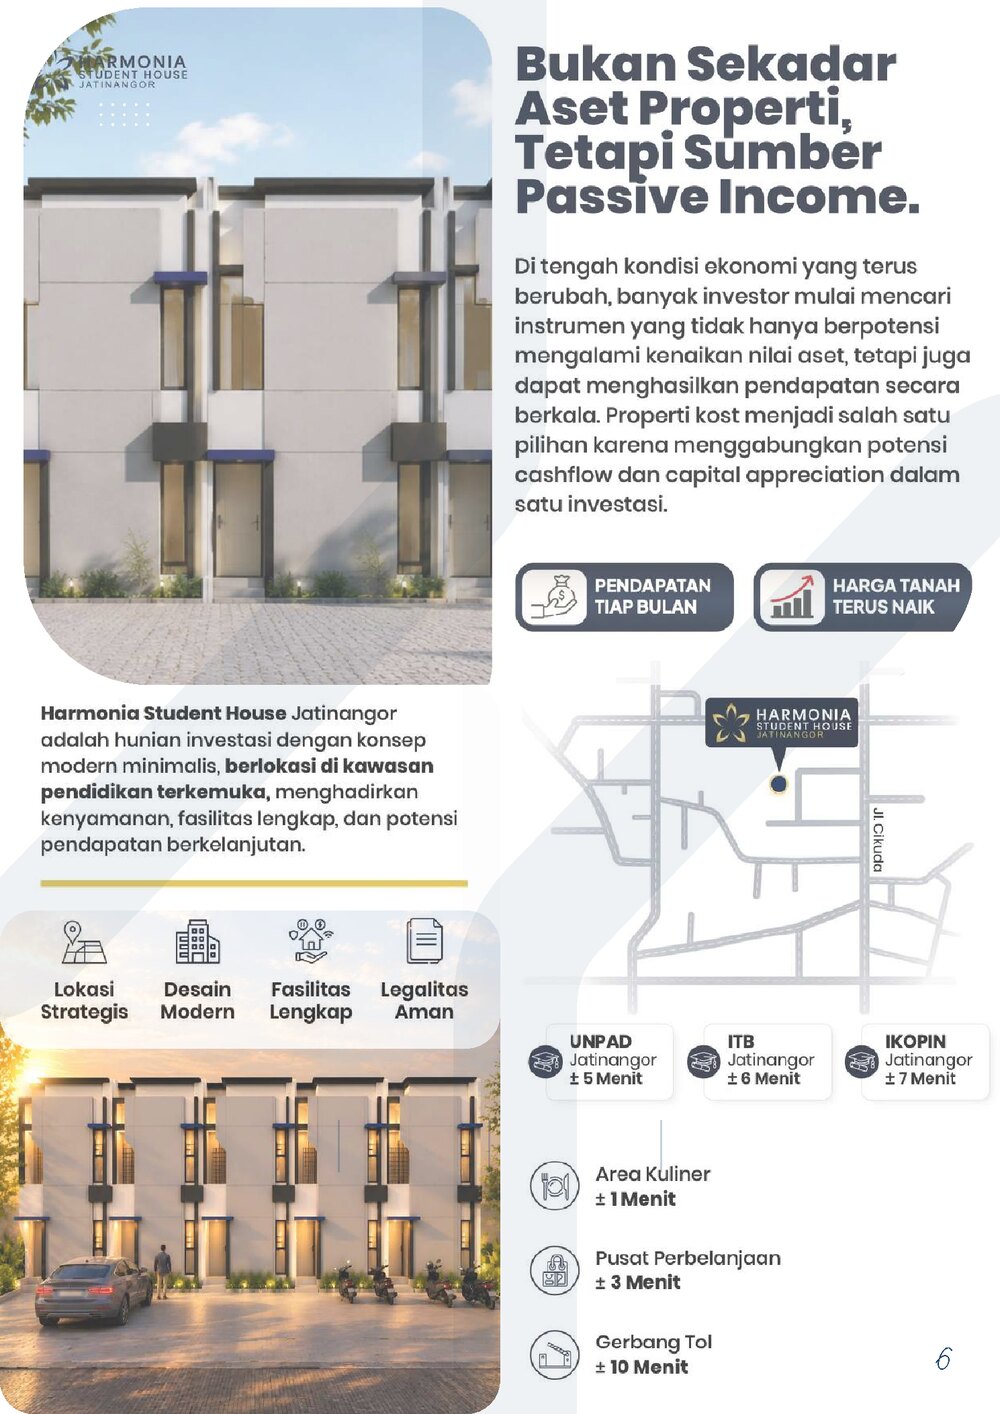 HARMONIA
STUDENT HOUSE
JATINANGOR
Bukan Sekadar
Aset Properti,
Tetapi Sumber
Passive Income.
Di tengah kondisi ekonomi yang terus
berubah, banyak investor mulai mencari
instrumen yang tidak hanya berpotensi
mengalami kenaikan nilai aset, tetapi juga
dapat menghasilkan pendapatan secara
berkala. Properti kost menjadi salah satu
pilihan karena menggabungkan potensi
cashflow dan capital appreciation dalam
satu investasi.
PENDAPATAN
TIAP BULAN
HARGA TANAH
TERUS NAIK
Harmonia Student House Jatinangor
adalah hunian investasi dengan konsep
modern minimalis, berlokasi di kawasan
pendidikan terkemuka, menghadirkan
kenyamanan, fasilitas lengkap, dan potensi
pendapatan berkelanjutan.
Lokasi
Strategis
Desain
Modern
Fasilitas
Lengkap
Legalitas
Aman
HARMONIA
STUDENT HOUSE
JATINANGOR
Jl. Cikuda
UNPAD
Jatinangor
± 5 Menit
ITB
Jatinangor
± 6 Menit
IKOPIN
Jatinangor
± 7 Menit
Area Kuliner
± 1 Menit
Pusat Perbelanjaan
± 3 Menit
Gerbang Tol
± 10 Menit
6